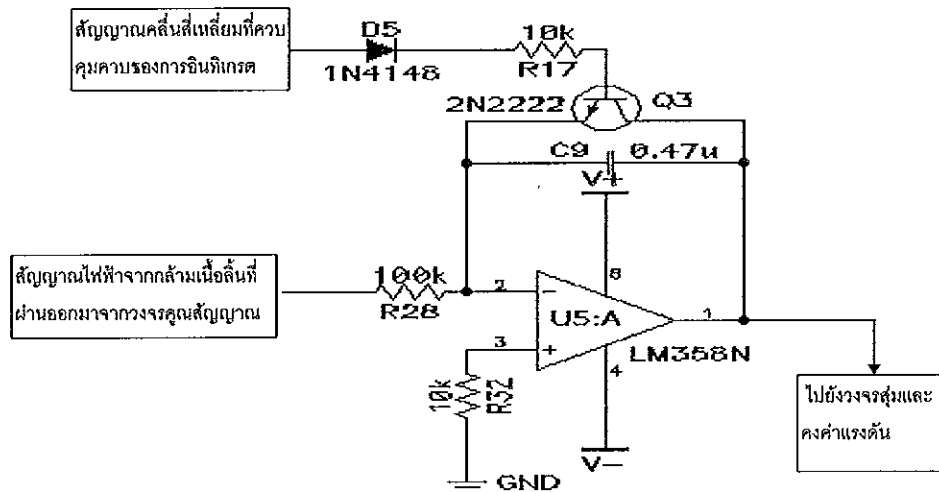 สัญญาณคลื่นสี่เหลี่ยมที่ควบ
คุมคาบของการอินทิเกรต
D5
1N4148
10k
R17
2N2222
Q3
C9
0.47u
V+
สัญญาณไฟฟ้าจากกล้ามเนื้อลิ้นที่
ผ่านออกมาจากวงจรคูณสัญญาณ
100k
R28
2
3
8
U5:A
1
LM358N
4
10k
R32
V-
GND
ไปยังวงจรสุ่มและ
คงค่าแรงดัน